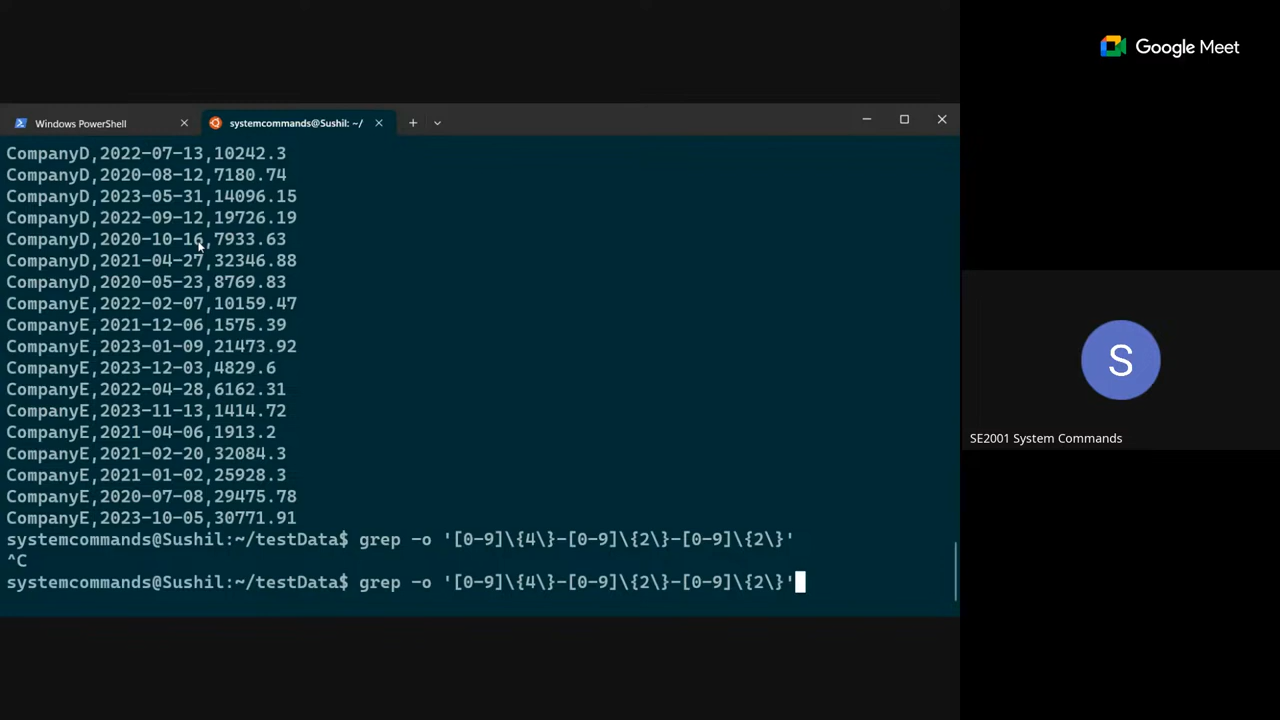 Google Meet
Windows PowerShell
systemcommands@Sushil: ~/
CompanyD,2022-07-13,10242.3
CompanyD,2020-08-12,7180.74
CompanyD,2023-05-31,14096.15
CompanyD,2022-09-12,19726.19
CompanyD,2020-10-16,7933.63
CompanyD,2021-04-27,32346.88
CompanyD,2020-05-23,8769.83
CompanyE,2022-02-07,10159.47
CompanyE,2021-12-06,1575.39
CompanyE,2023-01-09,21473.92
CompanyE,2023-12-03,4829.6
CompanyE,2022-04-28,6162.31
CompanyE,2023-11-13,1414.72
CompanyE,2021-04-06,1913.2
CompanyE,2021-02-20,32084.3
CompanyE,2021-01-02,25928.3
CompanyE,2020-07-08,29475.78
CompanyE,2023-10-05,30771.91
systemcommands@Sushil:~/testData$ grep -o '[0-9]\{4\}-[0-9]\{2\}-[0-9]\{2\}'
^C
systemcommands@Sushil:~/testData$ grep -o '[0-9]\{4\}-[0-9]\{2\}-[0-9]\{2\}'
S
SE2001 System Commands